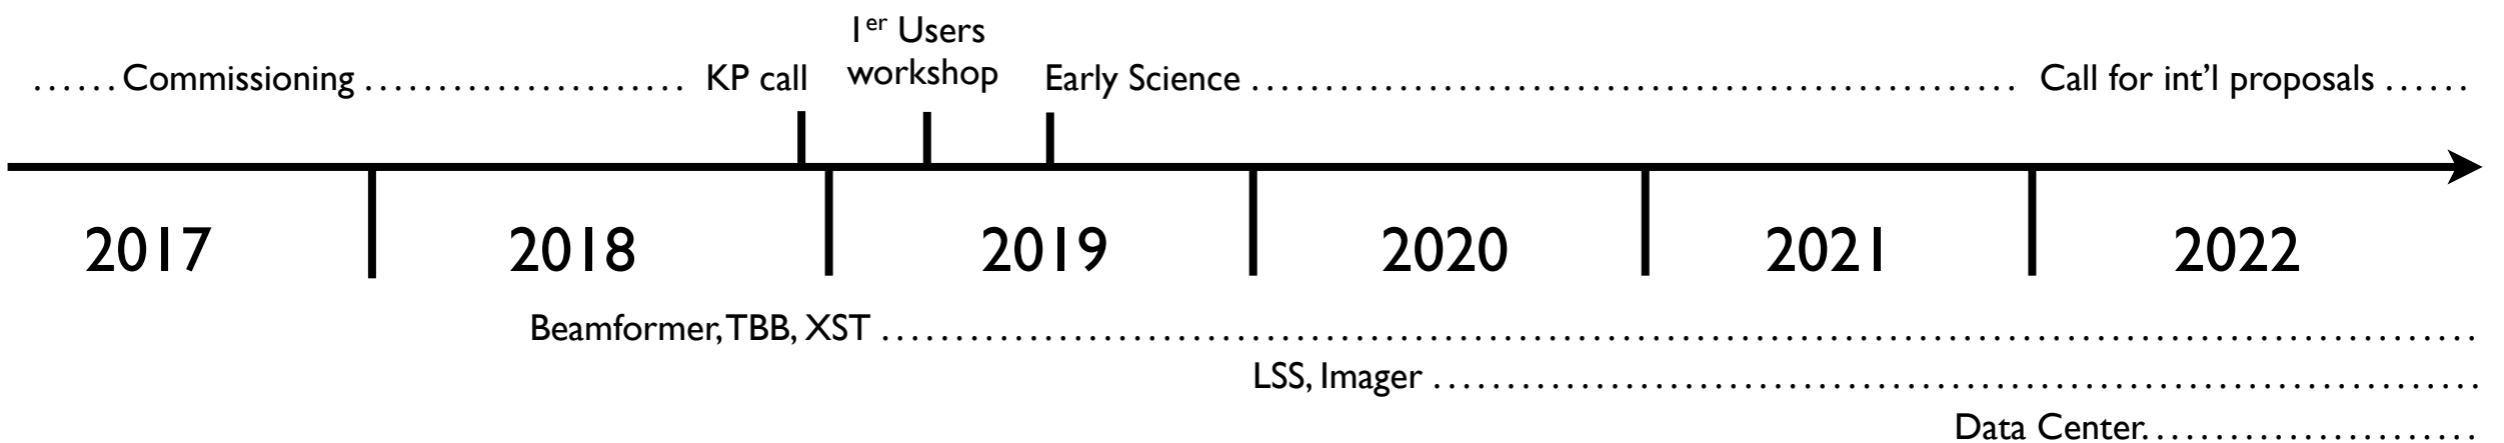 1er Users
workshop
...... Commissioning ...................... KP call
Early Science .................................................... Call for int'l proposals ......
2017 2018 2019 2020 2021 2022
Beamformer, TBB, XST ............................................................................................................
LSS, Imager .......................................................................
Data Center.......................